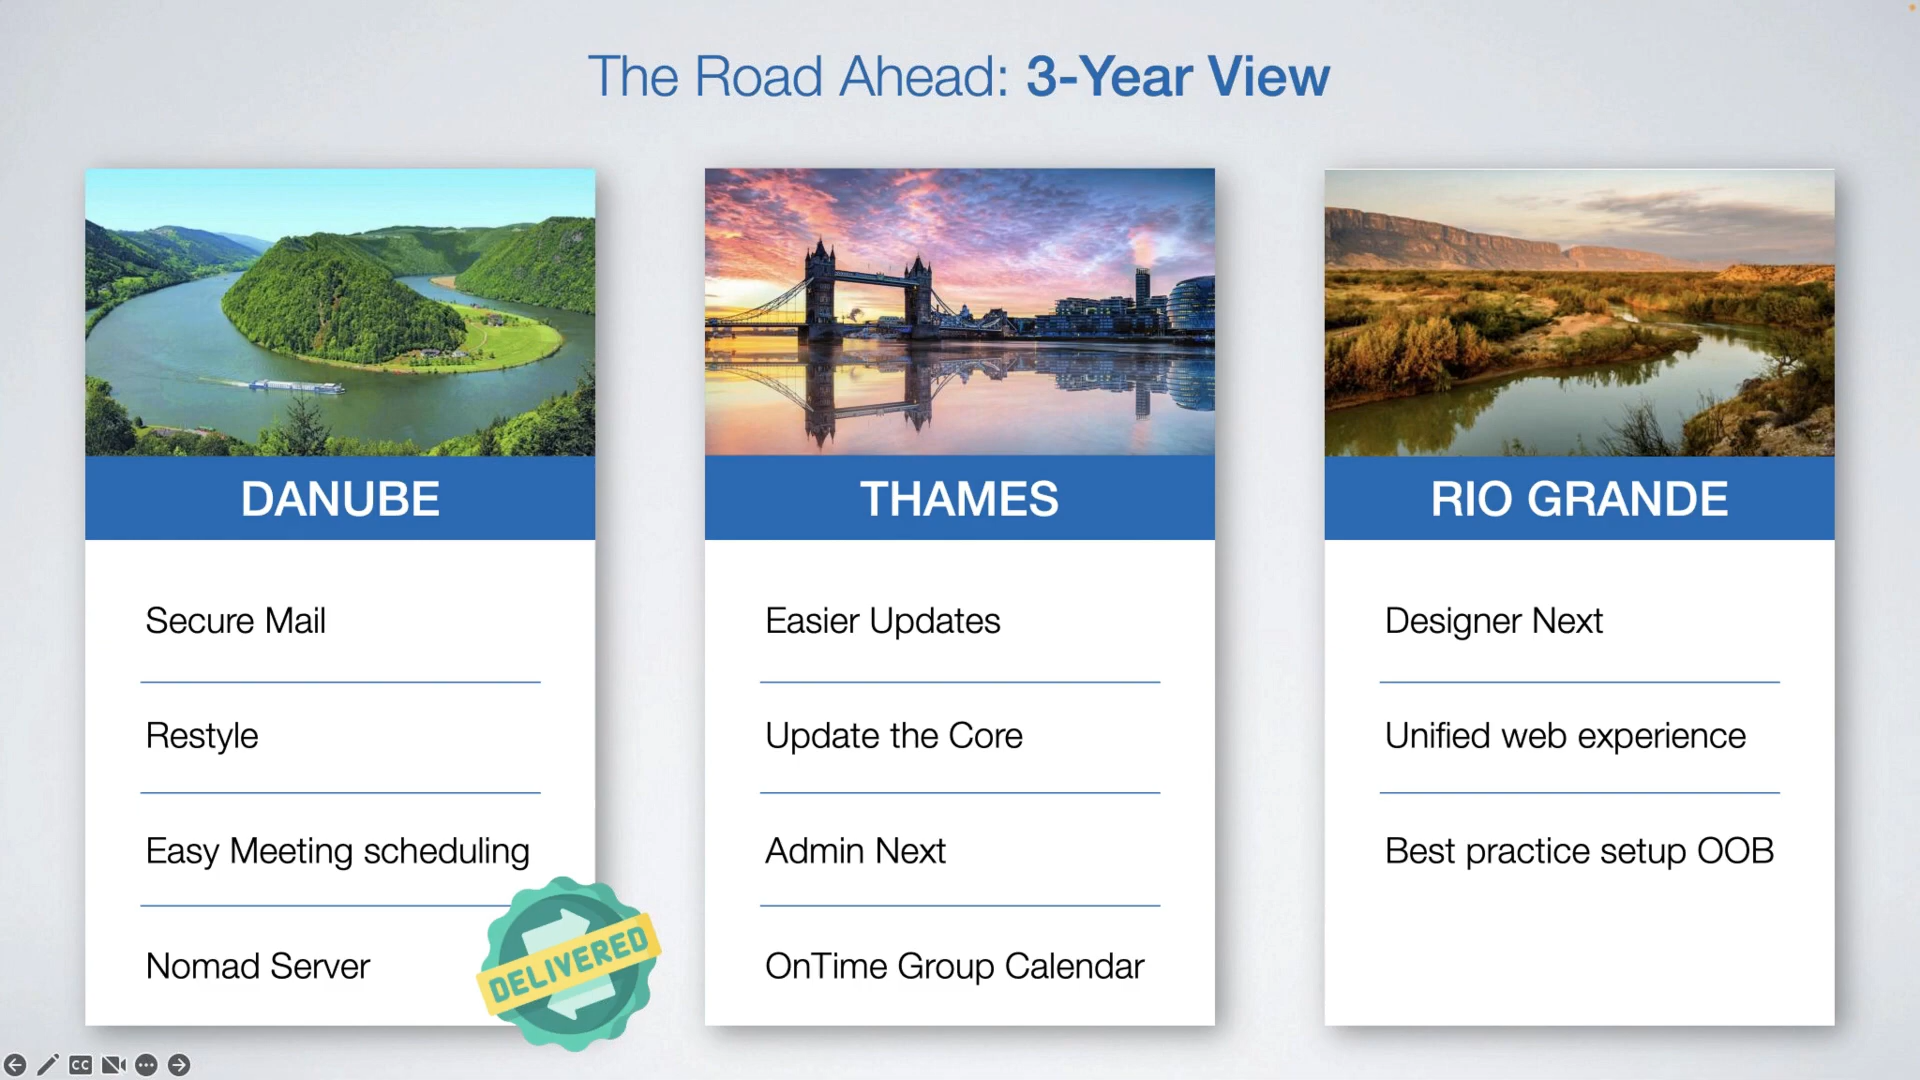 The Road Ahead: 3-Year View
DANUBE
Secure Mail
Restyle
Easy Meeting scheduling
Nomad Server
DELIVERED
THAMES
Easier Updates
Update the Core
Admin Next
OnTime Group Calendar
RIO GRANDE
Designer Next
Unified web experience
Best practice setup OOB
CC